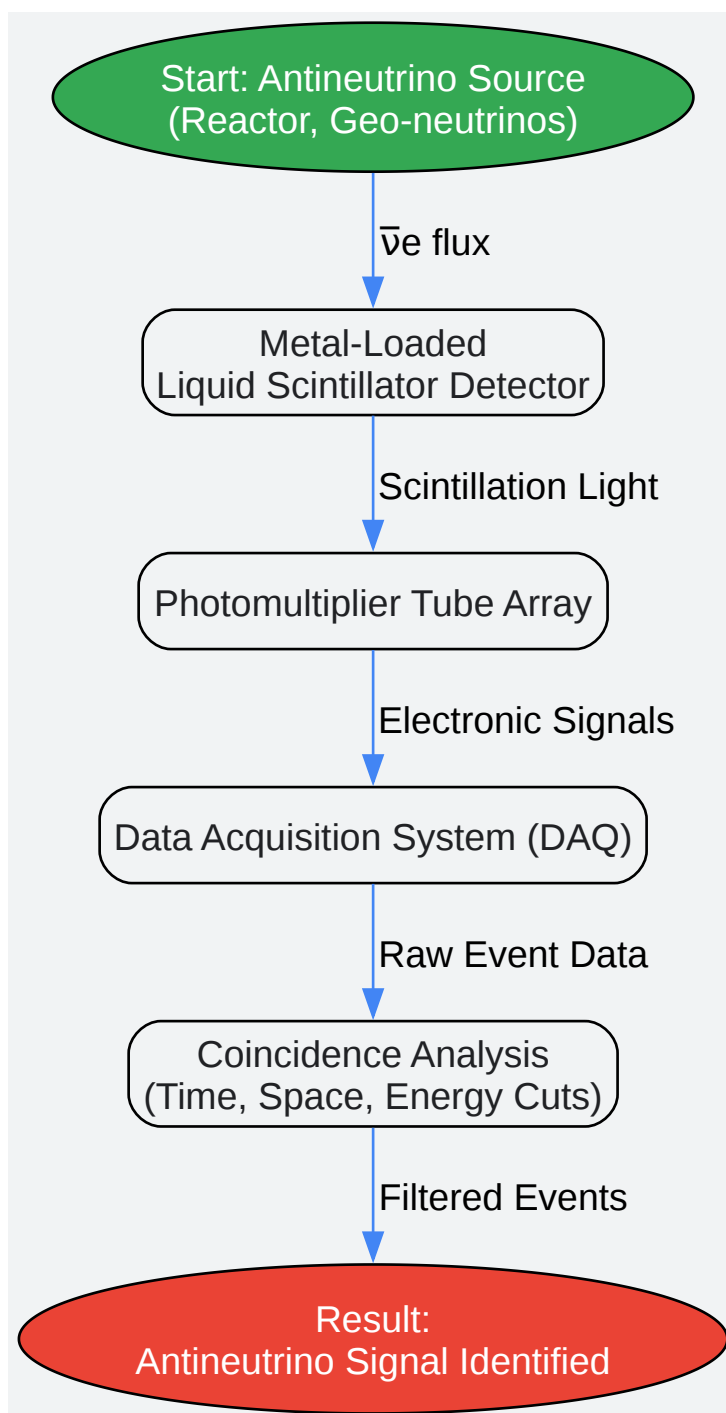 Start: Antineutrino Source
(Reactor, Geo-neutrinos)
ν̅e flux
Metal-Loaded
Liquid Scintillator Detector
Scintillation Light
Photomultiplier Tube Array
Electronic Signals
Data Acquisition System (DAQ)
Raw Event Data
Coincidence Analysis
(Time, Space, Energy Cuts)
Filtered Events
Result:
Antineutrino Signal Identified